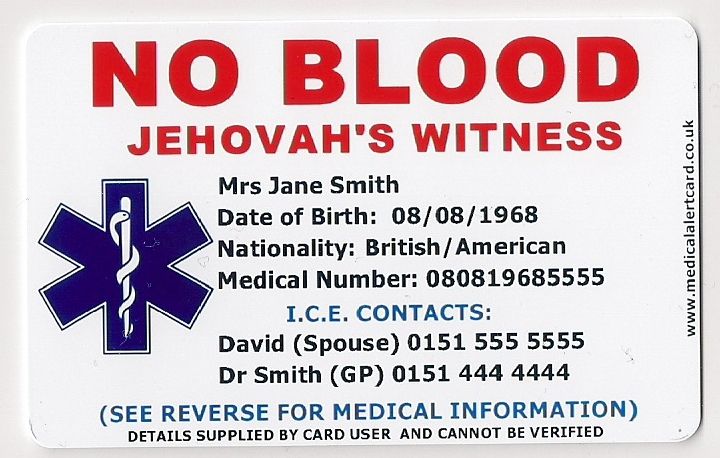 NO BLOOD
JEHOVAH'S WITNESS
Mrs Jane Smith
Date of Birth: 08/08/1968
Nationality: British/American
Medical Number: 080819685555
I.C.E. CONTACTS:
David (Spouse) 0151 555 5555
Dr Smith (GP) 0151 444 4444
(SEE REVERSE FOR MEDICAL INFORMATION)
DETAILS SUPPLIED BY CARD USER AND CANNOT BE VERIFIED
www.medicalalertcard.co.uk